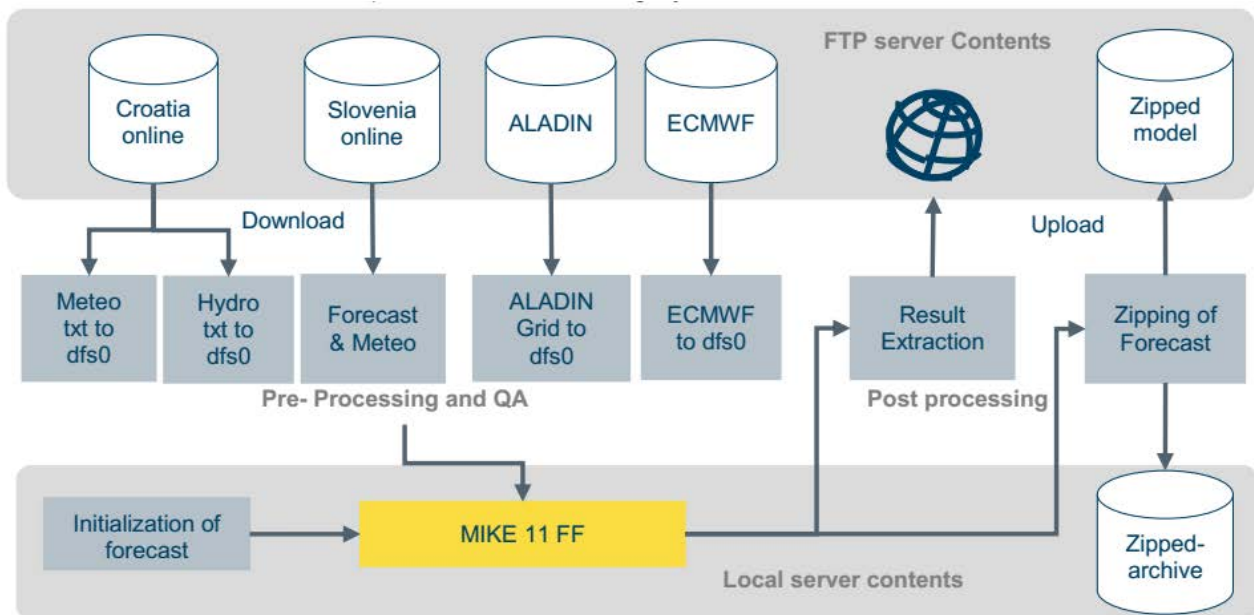 FTP server Contents
Croatia
online
Slovenia
online
ALADIN
ECMWF
Zipped
model
Download
Upload
Meteo
txt to
dfs0
Hydro
txt to
dfs0
Forecast
& Meteo
ALADIN
Grid to
dfs0
ECMWF
to dfs0
Result
Extraction
Zipping of
Forecast
Pre- Processing and QA
Post processing
Initialization of
forecast
MIKE 11 FF
Zipped-
archive
Local server contents